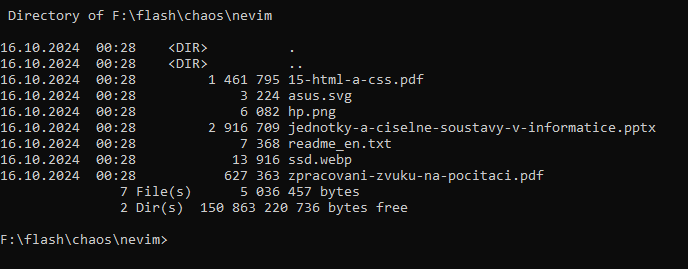 Directory of F:\flash\chaos\nevim
16.10.2024  00:28    <DIR>          .
16.10.2024  00:28    <DIR>          ..
16.10.2024  00:28         1 461 795 15-html-a-css.pdf
16.10.2024  00:28             3 224 asus.svg
16.10.2024  00:28             6 082 hp.png
16.10.2024  00:28         2 916 709 jednotky-a-ciselne-soustavy-v-informatice.pptx
16.10.2024  00:28             7 368 readme_en.txt
16.10.2024  00:28            13 916 ssd.webp
16.10.2024  00:28           627 363 zpracovani-zvuku-na-pocitaci.pdf
7 File(s)      5 036 457 bytes
2 Dir(s)  150 863 220 736 bytes free
F:\flash\chaos\nevim>